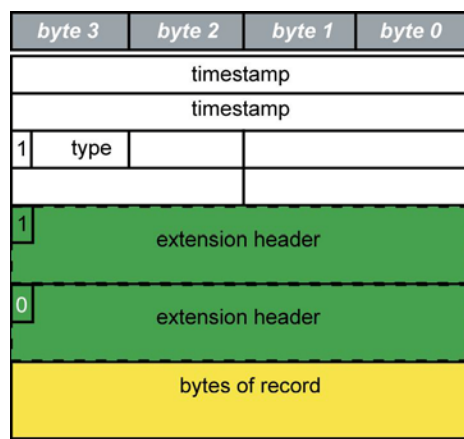 byte 3 byte 2 byte 1 byte 0
timestamp
timestamp
1 type
1
extension header
0
extension header
bytes of record